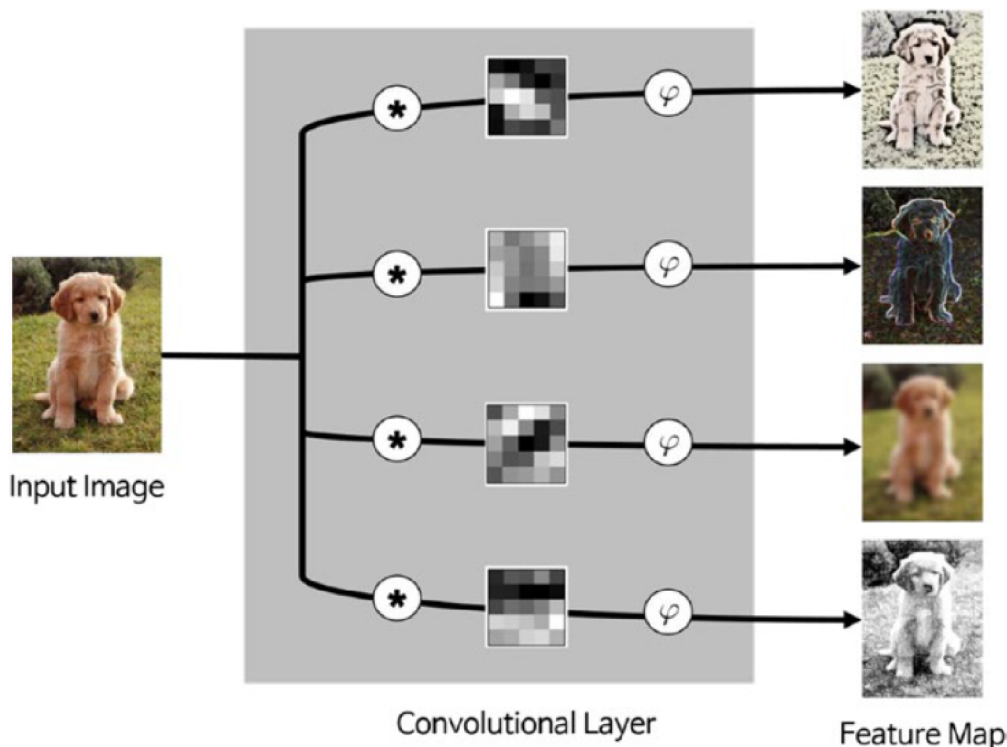 *
φ
*
φ
*
φ
*
φ
Input Image
Convolutional Layer
Feature Map